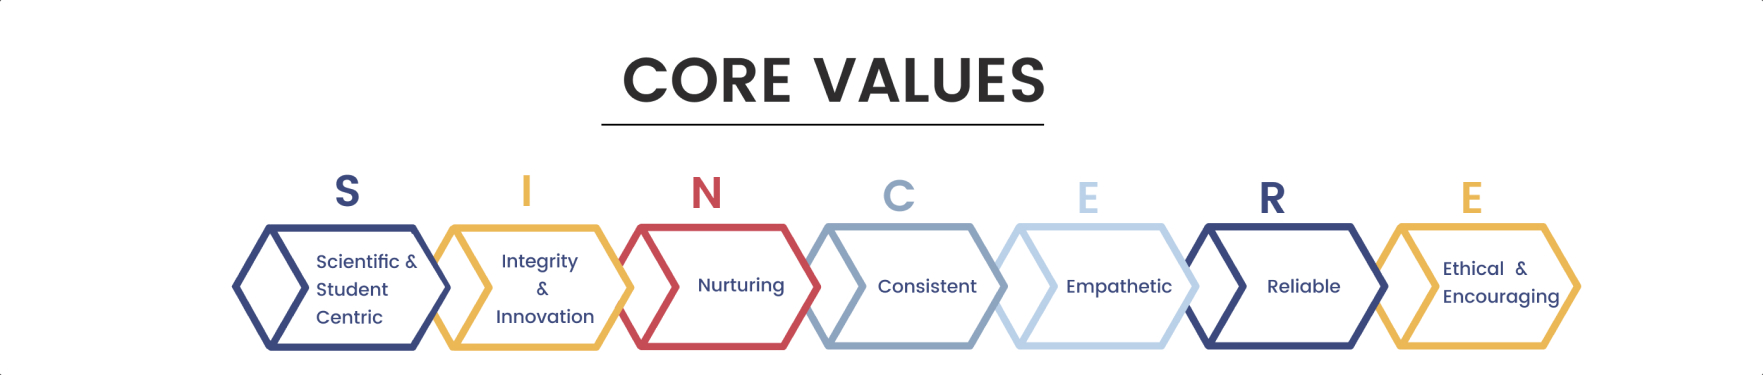 CORE VALUES
S I N C E R E
Scientific &
Student
Centric
Integrity
&
Innovation
Nurturing
Consistent
Empathetic
Reliable
Ethical &
Encouraging